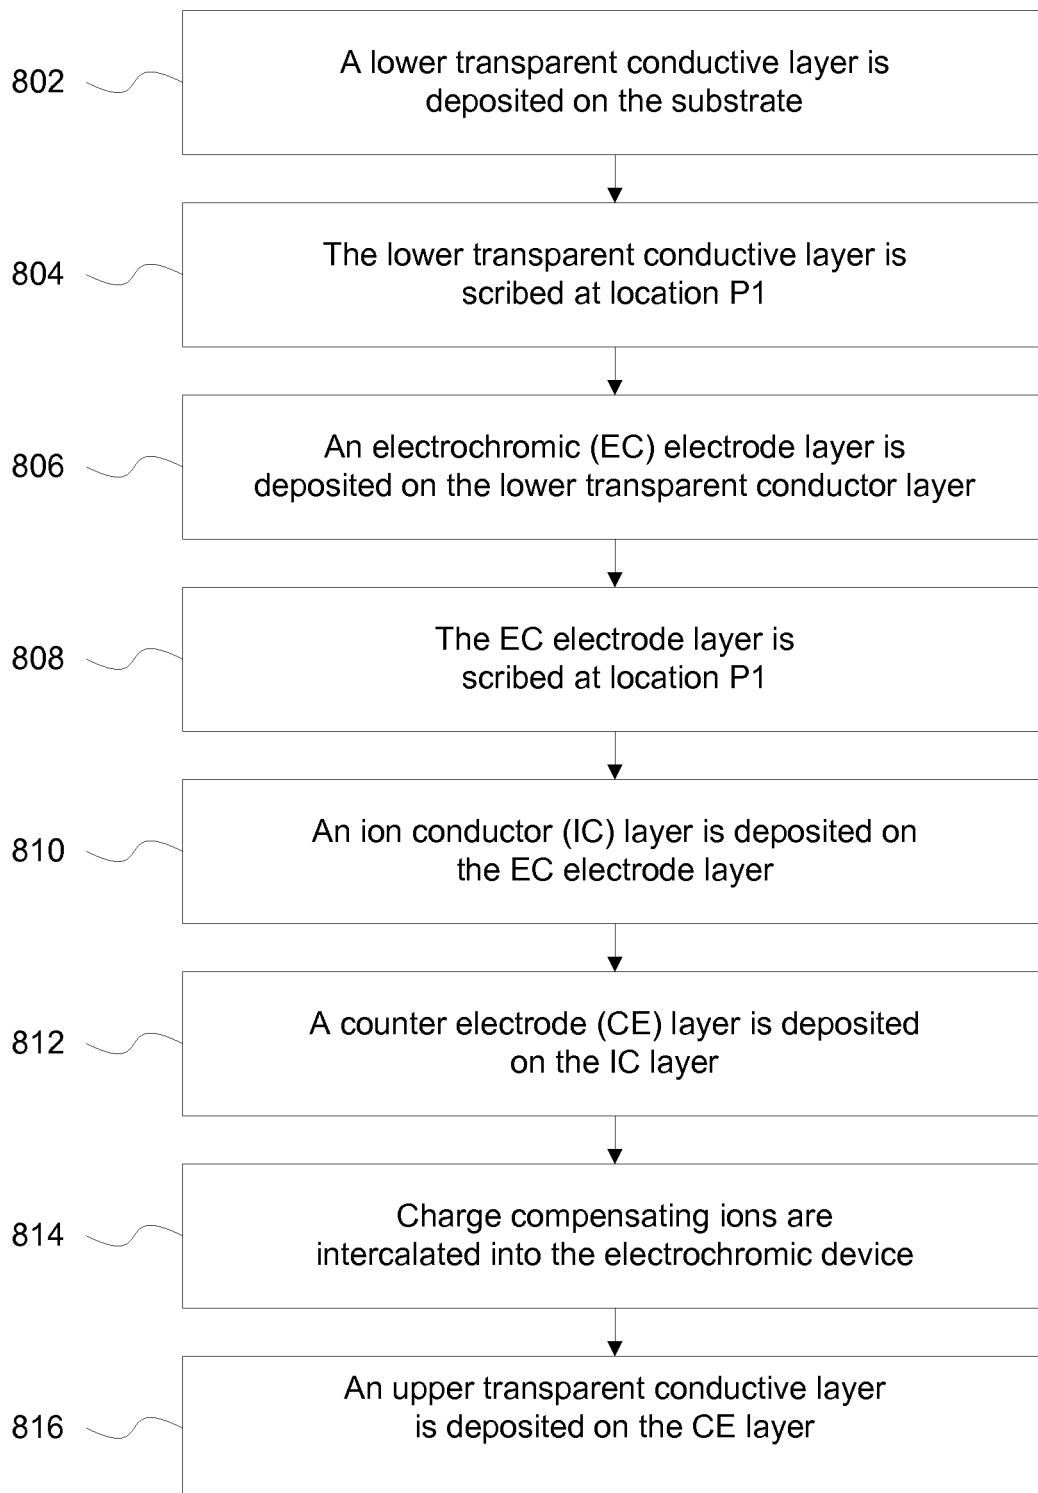 802
A lower transparent conductive layer is
deposited on the substrate
804
The lower transparent conductive layer is
scribed at location P1
806
An electrochromic (EC) electrode layer is
deposited on the lower transparent conductor layer
808
The EC electrode layer is
scribed at location P1
810
An ion conductor (IC) layer is deposited on
the EC electrode layer
812
A counter electrode (CE) layer is deposited
on the IC layer
814
Charge compensating ions are
intercalated into the electrochromic device
816
An upper transparent conductive layer
is deposited on the CE layer